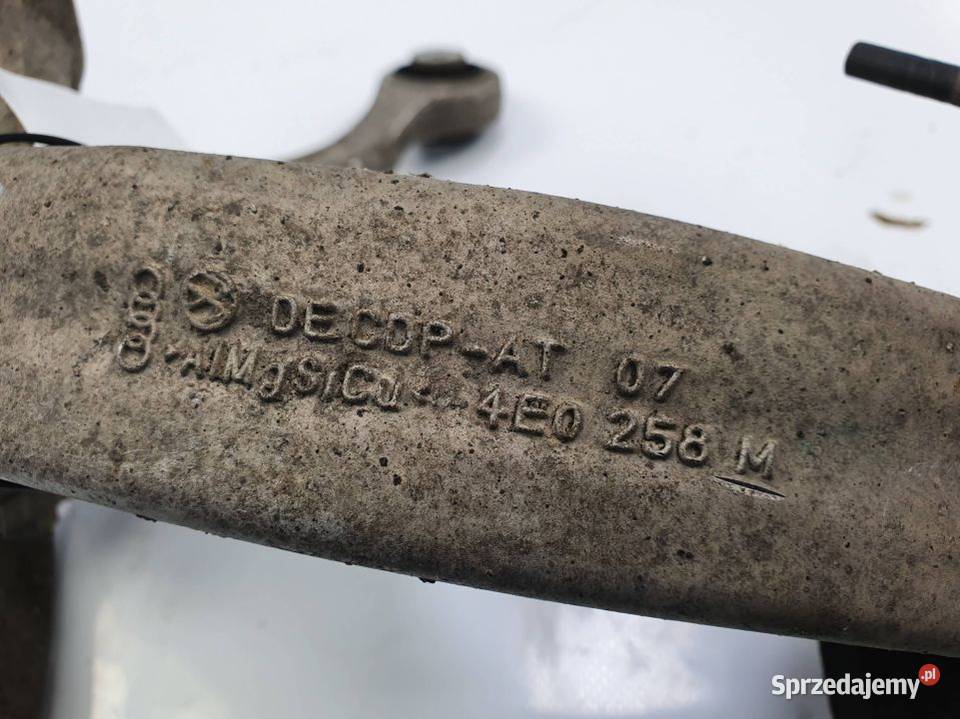 DECDP-AT 07
>AlMgSiCu< 4E0 258 M
Sprzedajemy.pl